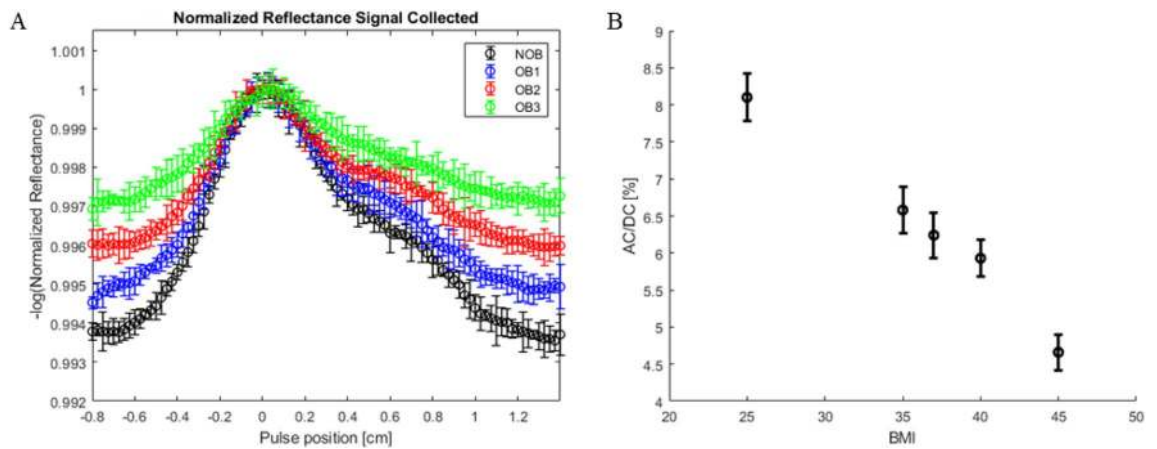 A
Normalized Reflectance Signal Collected
1.001
1
0.999
0.998
0.997
0.996
0.995
0.994
0.993
0.992
-log(Normalized Reflectance)
NOB
OB1
OB2
OB3
-0.8 -0.6 -0.4 -0.2 0 0.2 0.4 0.6 0.8 1 1.2
Pulse position [cm]
B
9
8.5
8
7.5
7
6.5
6
5.5
5
4.5
4
AC/DC [%]
20 25 30 35 40 45 50
BMI